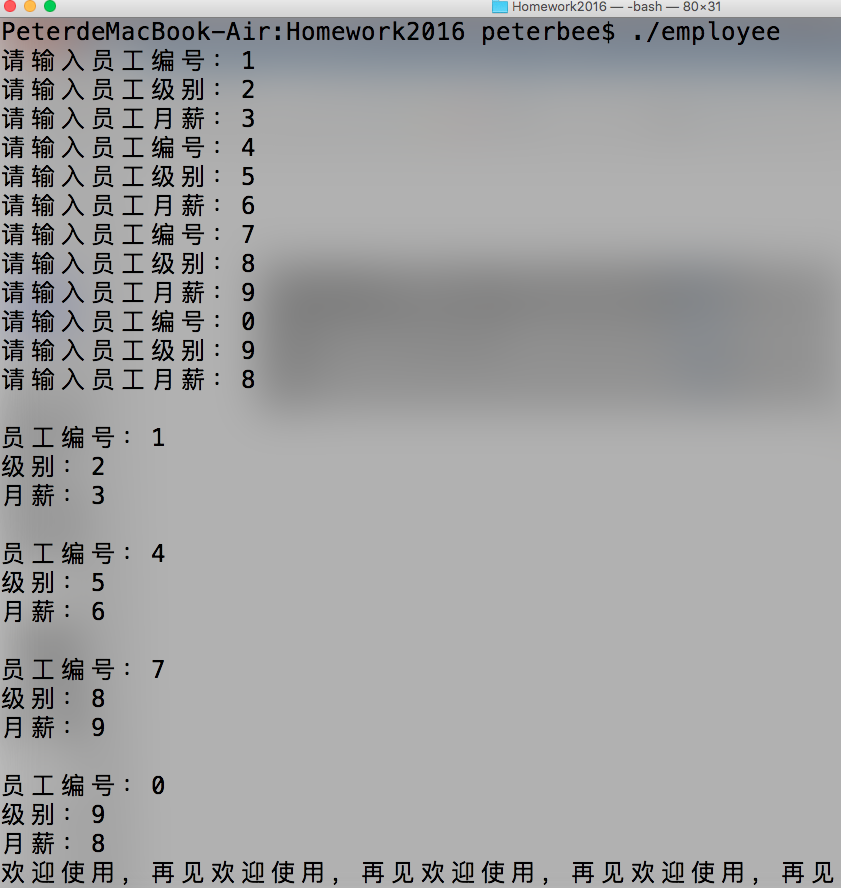 Homework2016 — -bash — 80×31
PeterdeMacBook-Air:Homework2016 peterbee$ ./employee
请输入员工编号：1
请输入员工级别：2
请输入员工月薪：3
请输入员工编号：4
请输入员工级别：5
请输入员工月薪：6
请输入员工编号：7
请输入员工级别：8
请输入员工月薪：9
请输入员工编号：0
请输入员工级别：9
请输入员工月薪：8
员工编号：1
级别：2
月薪：3
员工编号：4
级别：5
月薪：6
员工编号：7
级别：8
月薪：9
员工编号：0
级别：9
月薪：8
欢迎使用，再见欢迎使用，再见欢迎使用，再见欢迎使用，再见